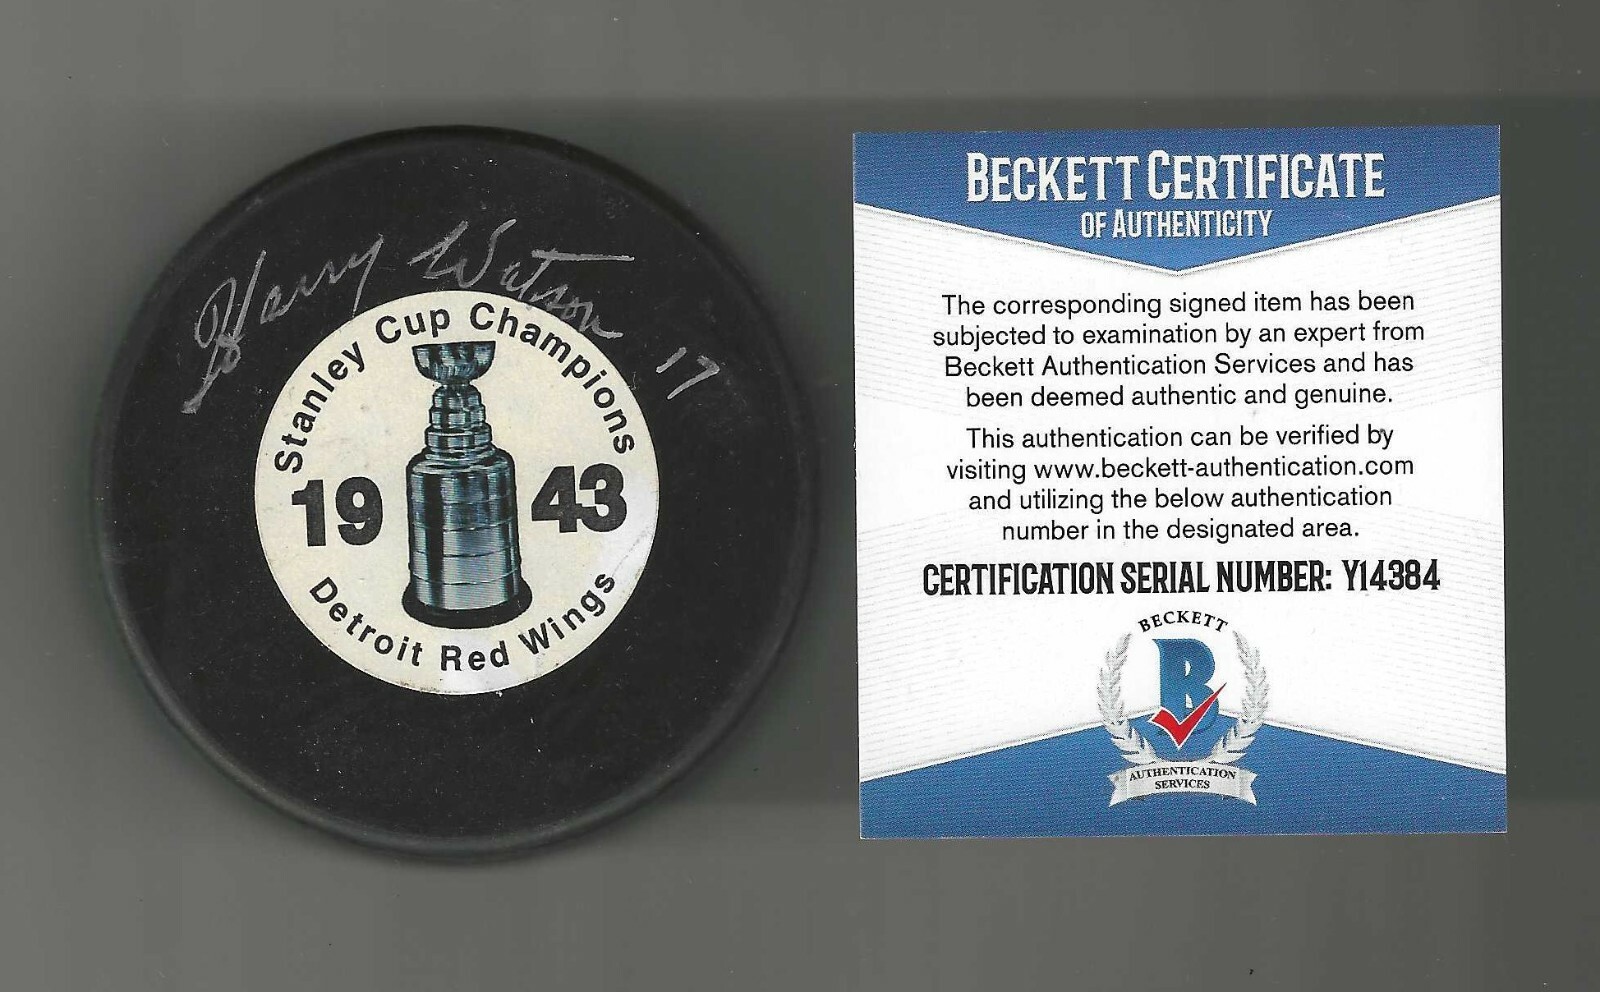 Harry Watson 17
Stanley Cup Champions
1943
Detroit Red Wings
BECKETT CERTIFICATE
OF AUTHENTICITY
The corresponding signed item has been
subjected to examination by an expert from
Beckett Authentication Services and has
been deemed authentic and genuine.
This authentication can be verified by
visiting www.beckett-authentication.com
and utilizing the below authentication
number in the designated area.
CERTIFICATION SERIAL NUMBER: Y14384
BECKETT
B
AUTHENTICATION
SERVICES